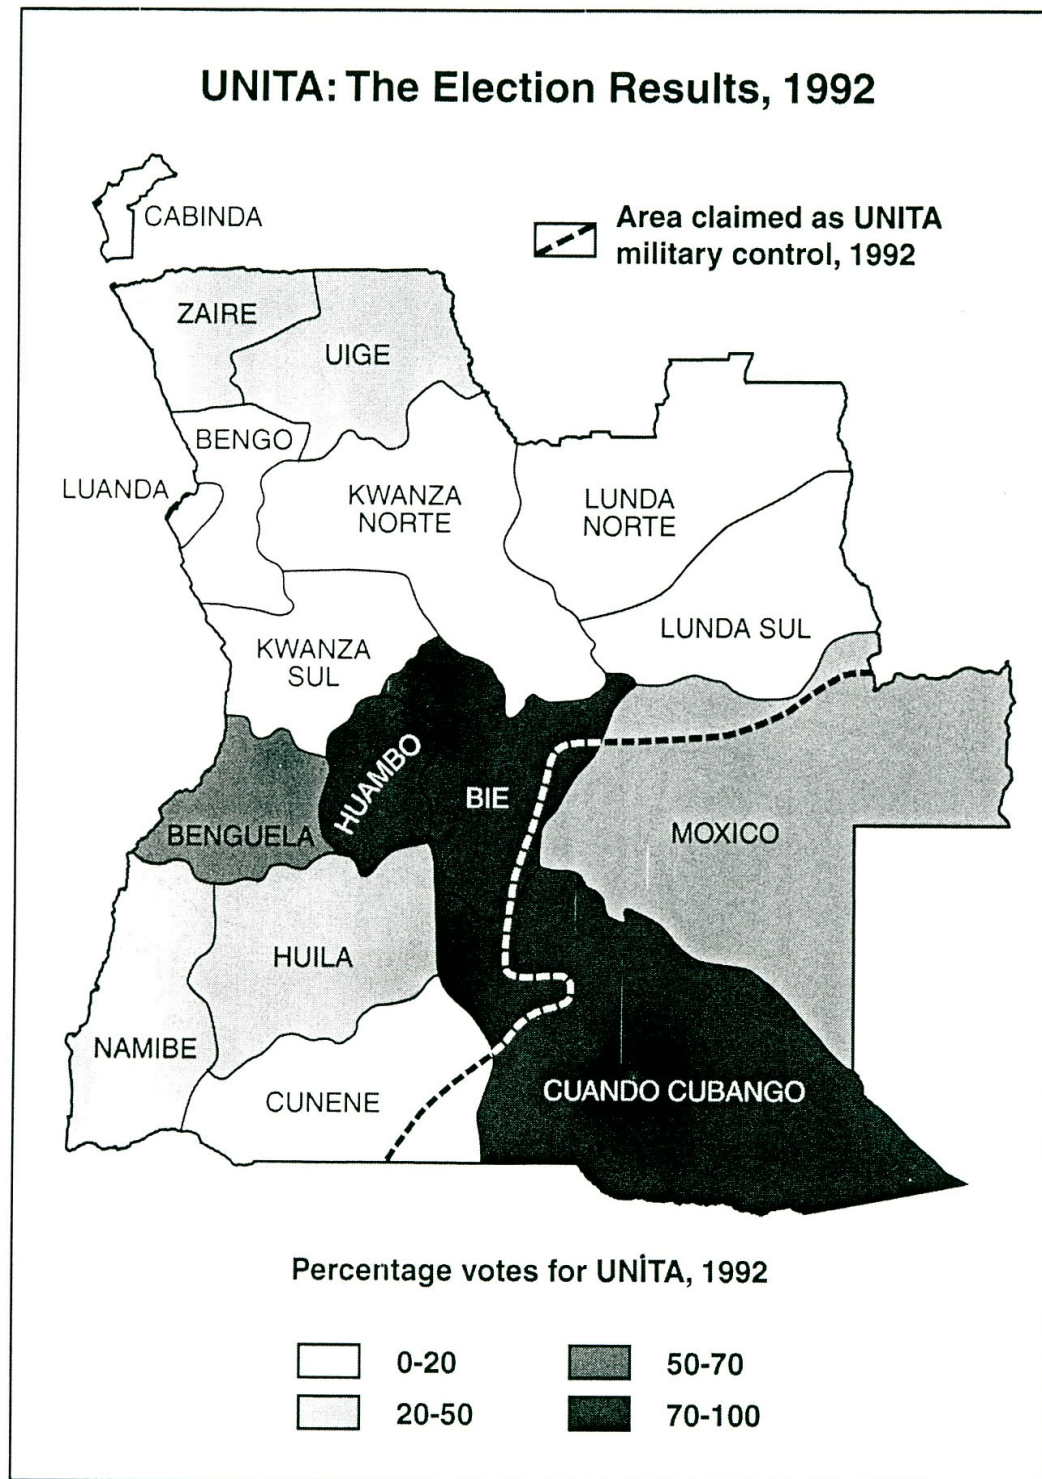 UNITA: The Election Results, 1992
CABINDA
Area claimed as UNITA
military control, 1992
ZAIRE
UIGE
BENGO
LUANDA
KWANZA
NORTE
LUNDA
NORTE
LUNDA SUL
KWANZA
SUL
HUAMBO
BIE
BENGUELA
MOXICO
HUILA
NAMIBE
CUNENE
CUANDO CUBANGO
Percentage votes for UNITA, 1992
0-20
50-70
20-50
70-100